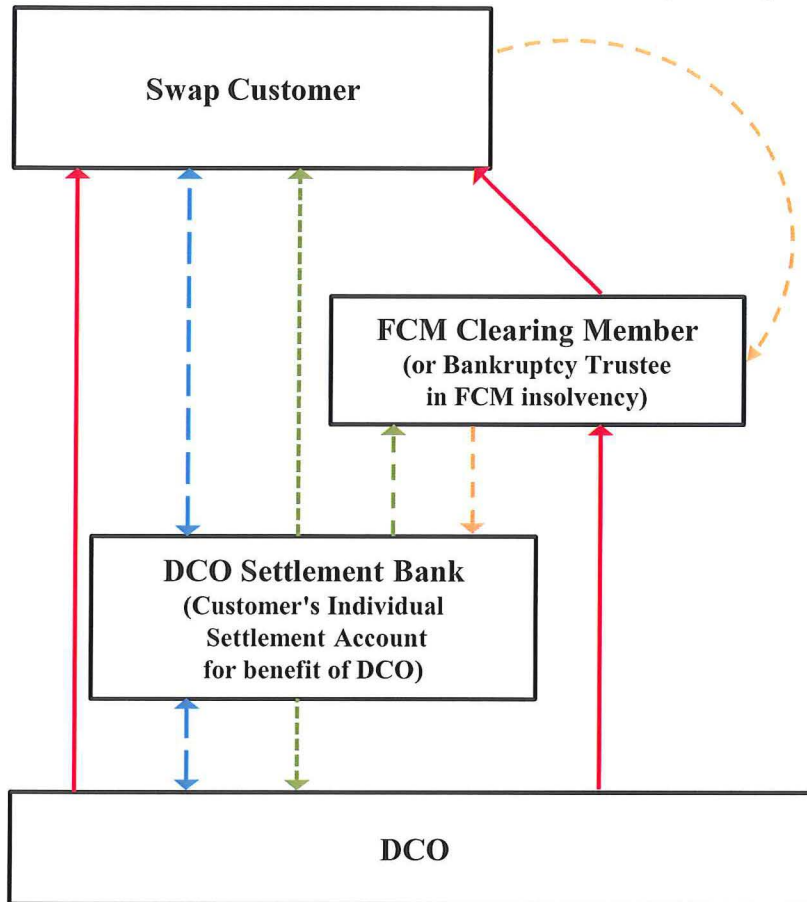 Swap Customer
FCM Clearing Member
(or Bankruptcy Trustee
in FCM insolvency)
DCO Settlement Bank
(Customer's Individual
Settlement Account
for benefit of DCO)
DCO